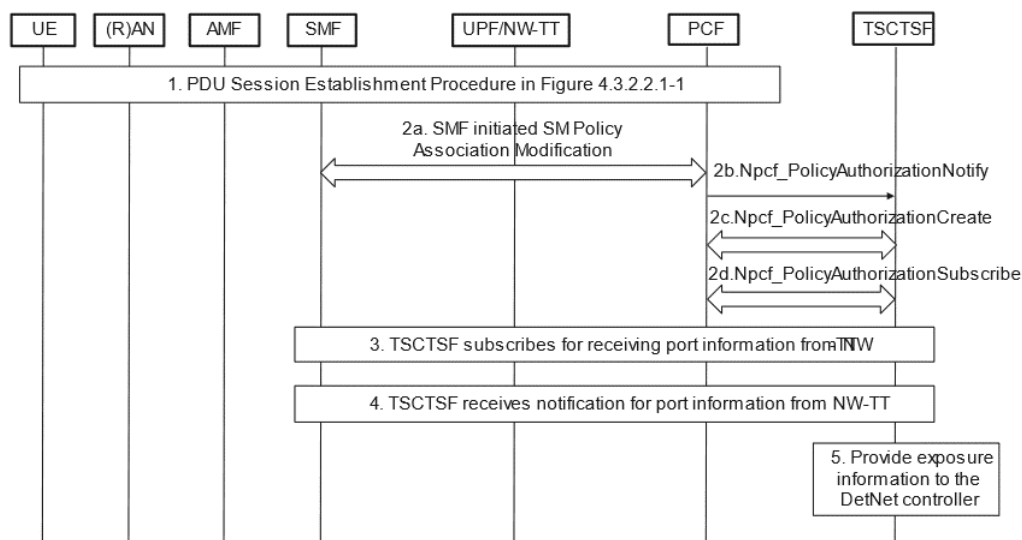 UE (R)AN AMF SMF UPF/NW-TT PCF TSCTSF
1. PDU Session Establishment Procedure in Figure 4.3.2.2.1-1
2a. SMF initiated SM Policy
Association Modification
2b.Npcf_PolicyAuthorizationNotify
2c.Npcf_PolicyAuthorizationCreate
2d.Npcf_PolicyAuthorizationSubscribe
3. TSCTSF subscribes for receiving port information from NW-TT
4. TSCTSF receives notification for port information from NW-TT
5. Provide exposure
information to the
DetNet controller